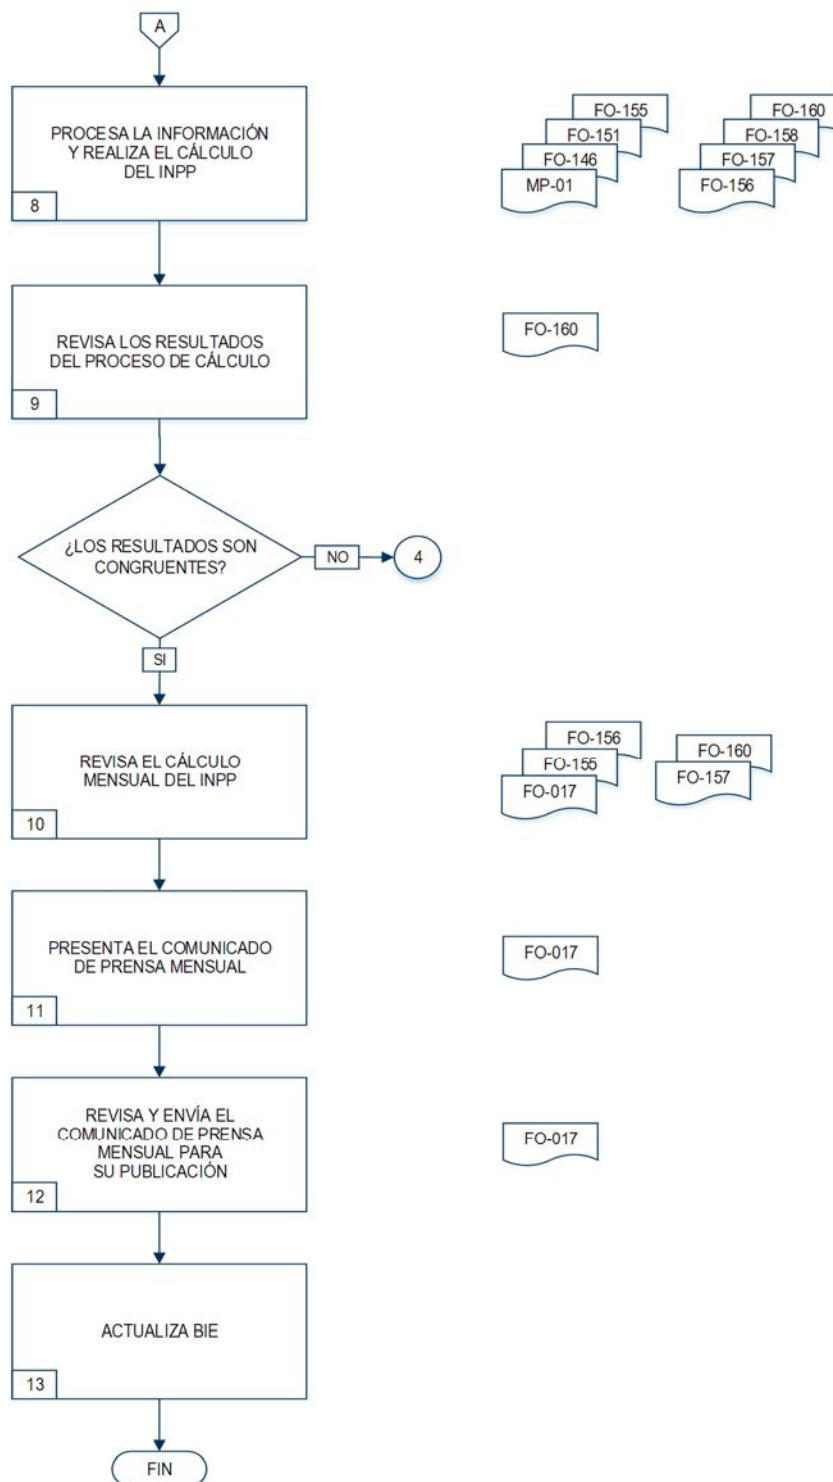 A
PROCESA LA INFORMACIÓN
Y REALIZA EL CÁLCULO
DEL INPP
8
FO-155
FO-151
FO-146
MP-01
FO-160
FO-158
FO-157
FO-156
REVISA LOS RESULTADOS
DEL PROCESO DE CÁLCULO
9
FO-160
¿LOS RESULTADOS SON
CONGRUENTES?
NO
4
SI
REVISA EL CÁLCULO
MENSUAL DEL INPP
10
FO-156
FO-155
FO-017
FO-160
FO-157
PRESENTA EL COMUNICADO
DE PRENSA MENSUAL
11
FO-017
REVISA Y ENVÍA EL
COMUNICADO DE PRENSA
MENSUAL PARA
SU PUBLICACIÓN
12
FO-017
ACTUALIZA BIE
13
FIN